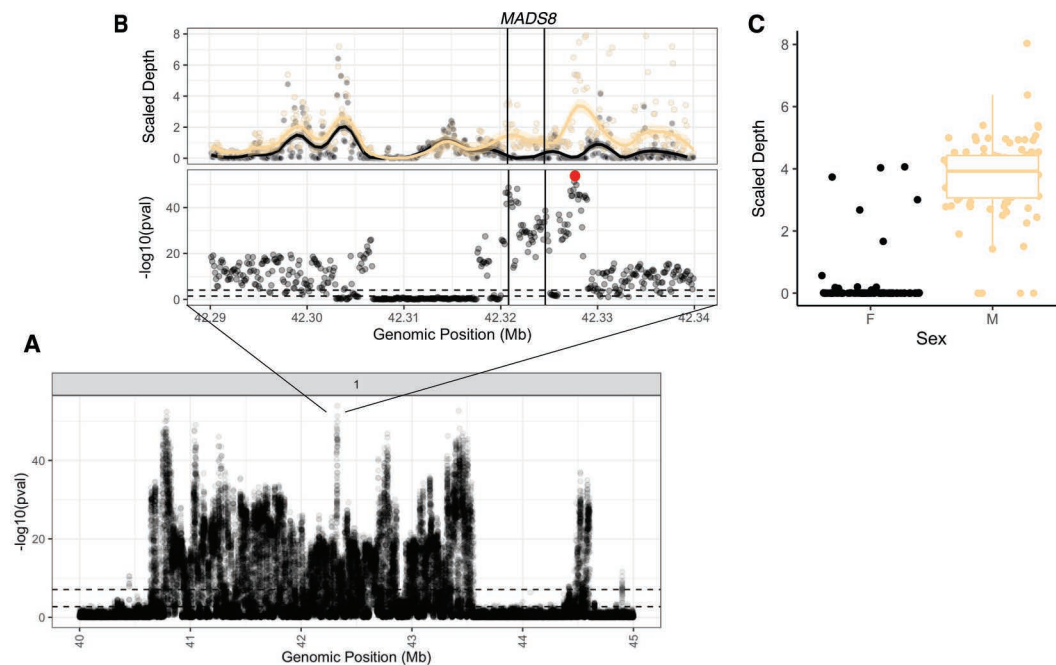 B
MADS8
Scaled Depth
8
6
4
2
0
-log10(pval)
40
20
0
42.29 42.30 42.31 42.32 42.33 42.34
Genomic Position (Mb)
C
Scaled Depth
8
6
4
2
0
F M
Sex
A
1
-log10(pval)
40
20
0
40 41 42 43 44 45
Genomic Position (Mb)